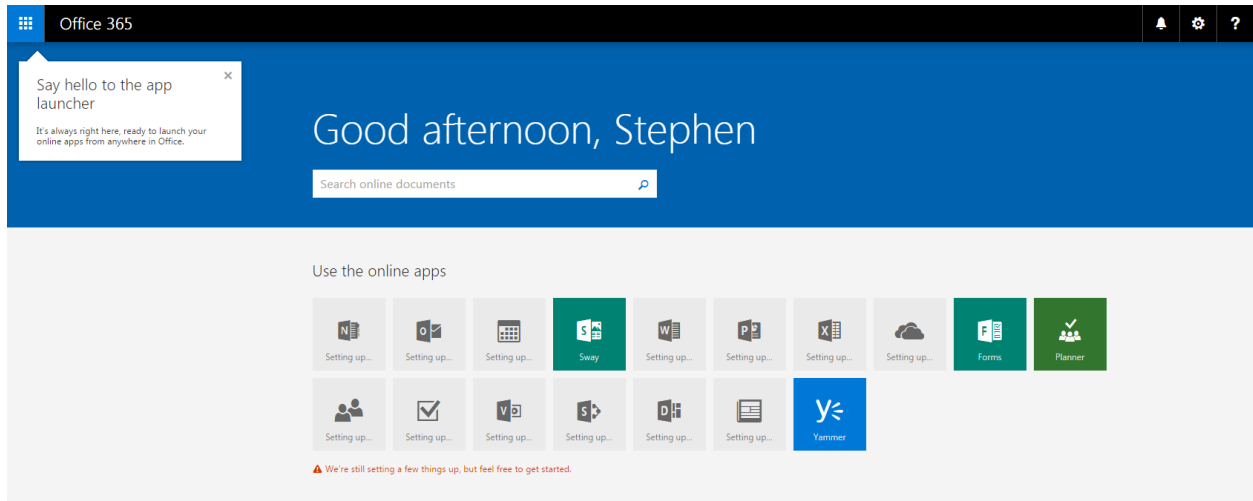 Office 365
?
Say hello to the app
launcher
It's always right here, ready to launch your
online apps from anywhere in Office.
Good afternoon, Stephen
Search online documents
Use the online apps
N O S W P X F
Setting up... Setting up... Setting up... Sway Setting up... Setting up... Setting up... Setting up... Forms Planner
V S D y
Setting up... Setting up... Setting up... Setting up... Setting up... Setting up... Yammer
We're still setting a few things up, but feel free to get started.